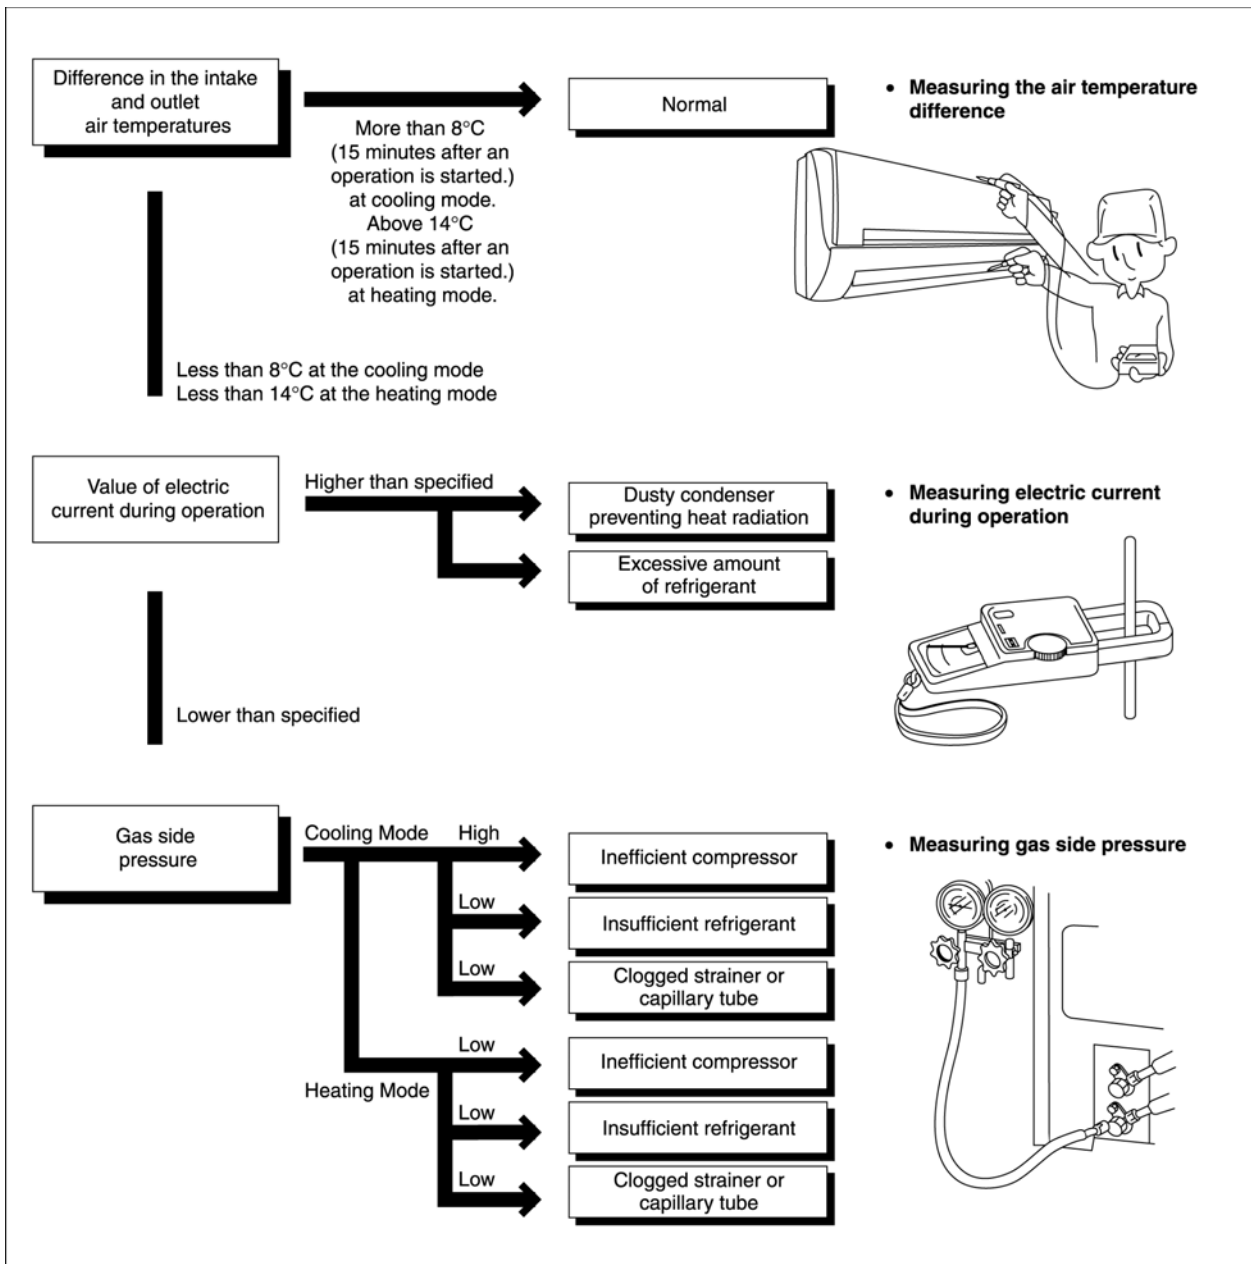 Difference in the intake
and outlet
air temperatures
More than 8°C
(15 minutes after an
operation is started.)
at cooling mode.
Above 14°C
(15 minutes after an
operation is started.)
at heating mode.
Normal
• Measuring the air temperature
difference
Less than 8°C at the cooling mode
Less than 14°C at the heating mode
Value of electric
current during operation
Higher than specified
Dusty condenser
preventing heat radiation
Excessive amount
of refrigerant
• Measuring electric current
during operation
Lower than specified
Gas side
pressure
Cooling Mode
High
Inefficient compressor
Low
Insufficient refrigerant
Low
Clogged strainer or
capillary tube
Heating Mode
Low
Inefficient compressor
Low
Insufficient refrigerant
Low
Clogged strainer or
capillary tube
• Measuring gas side pressure